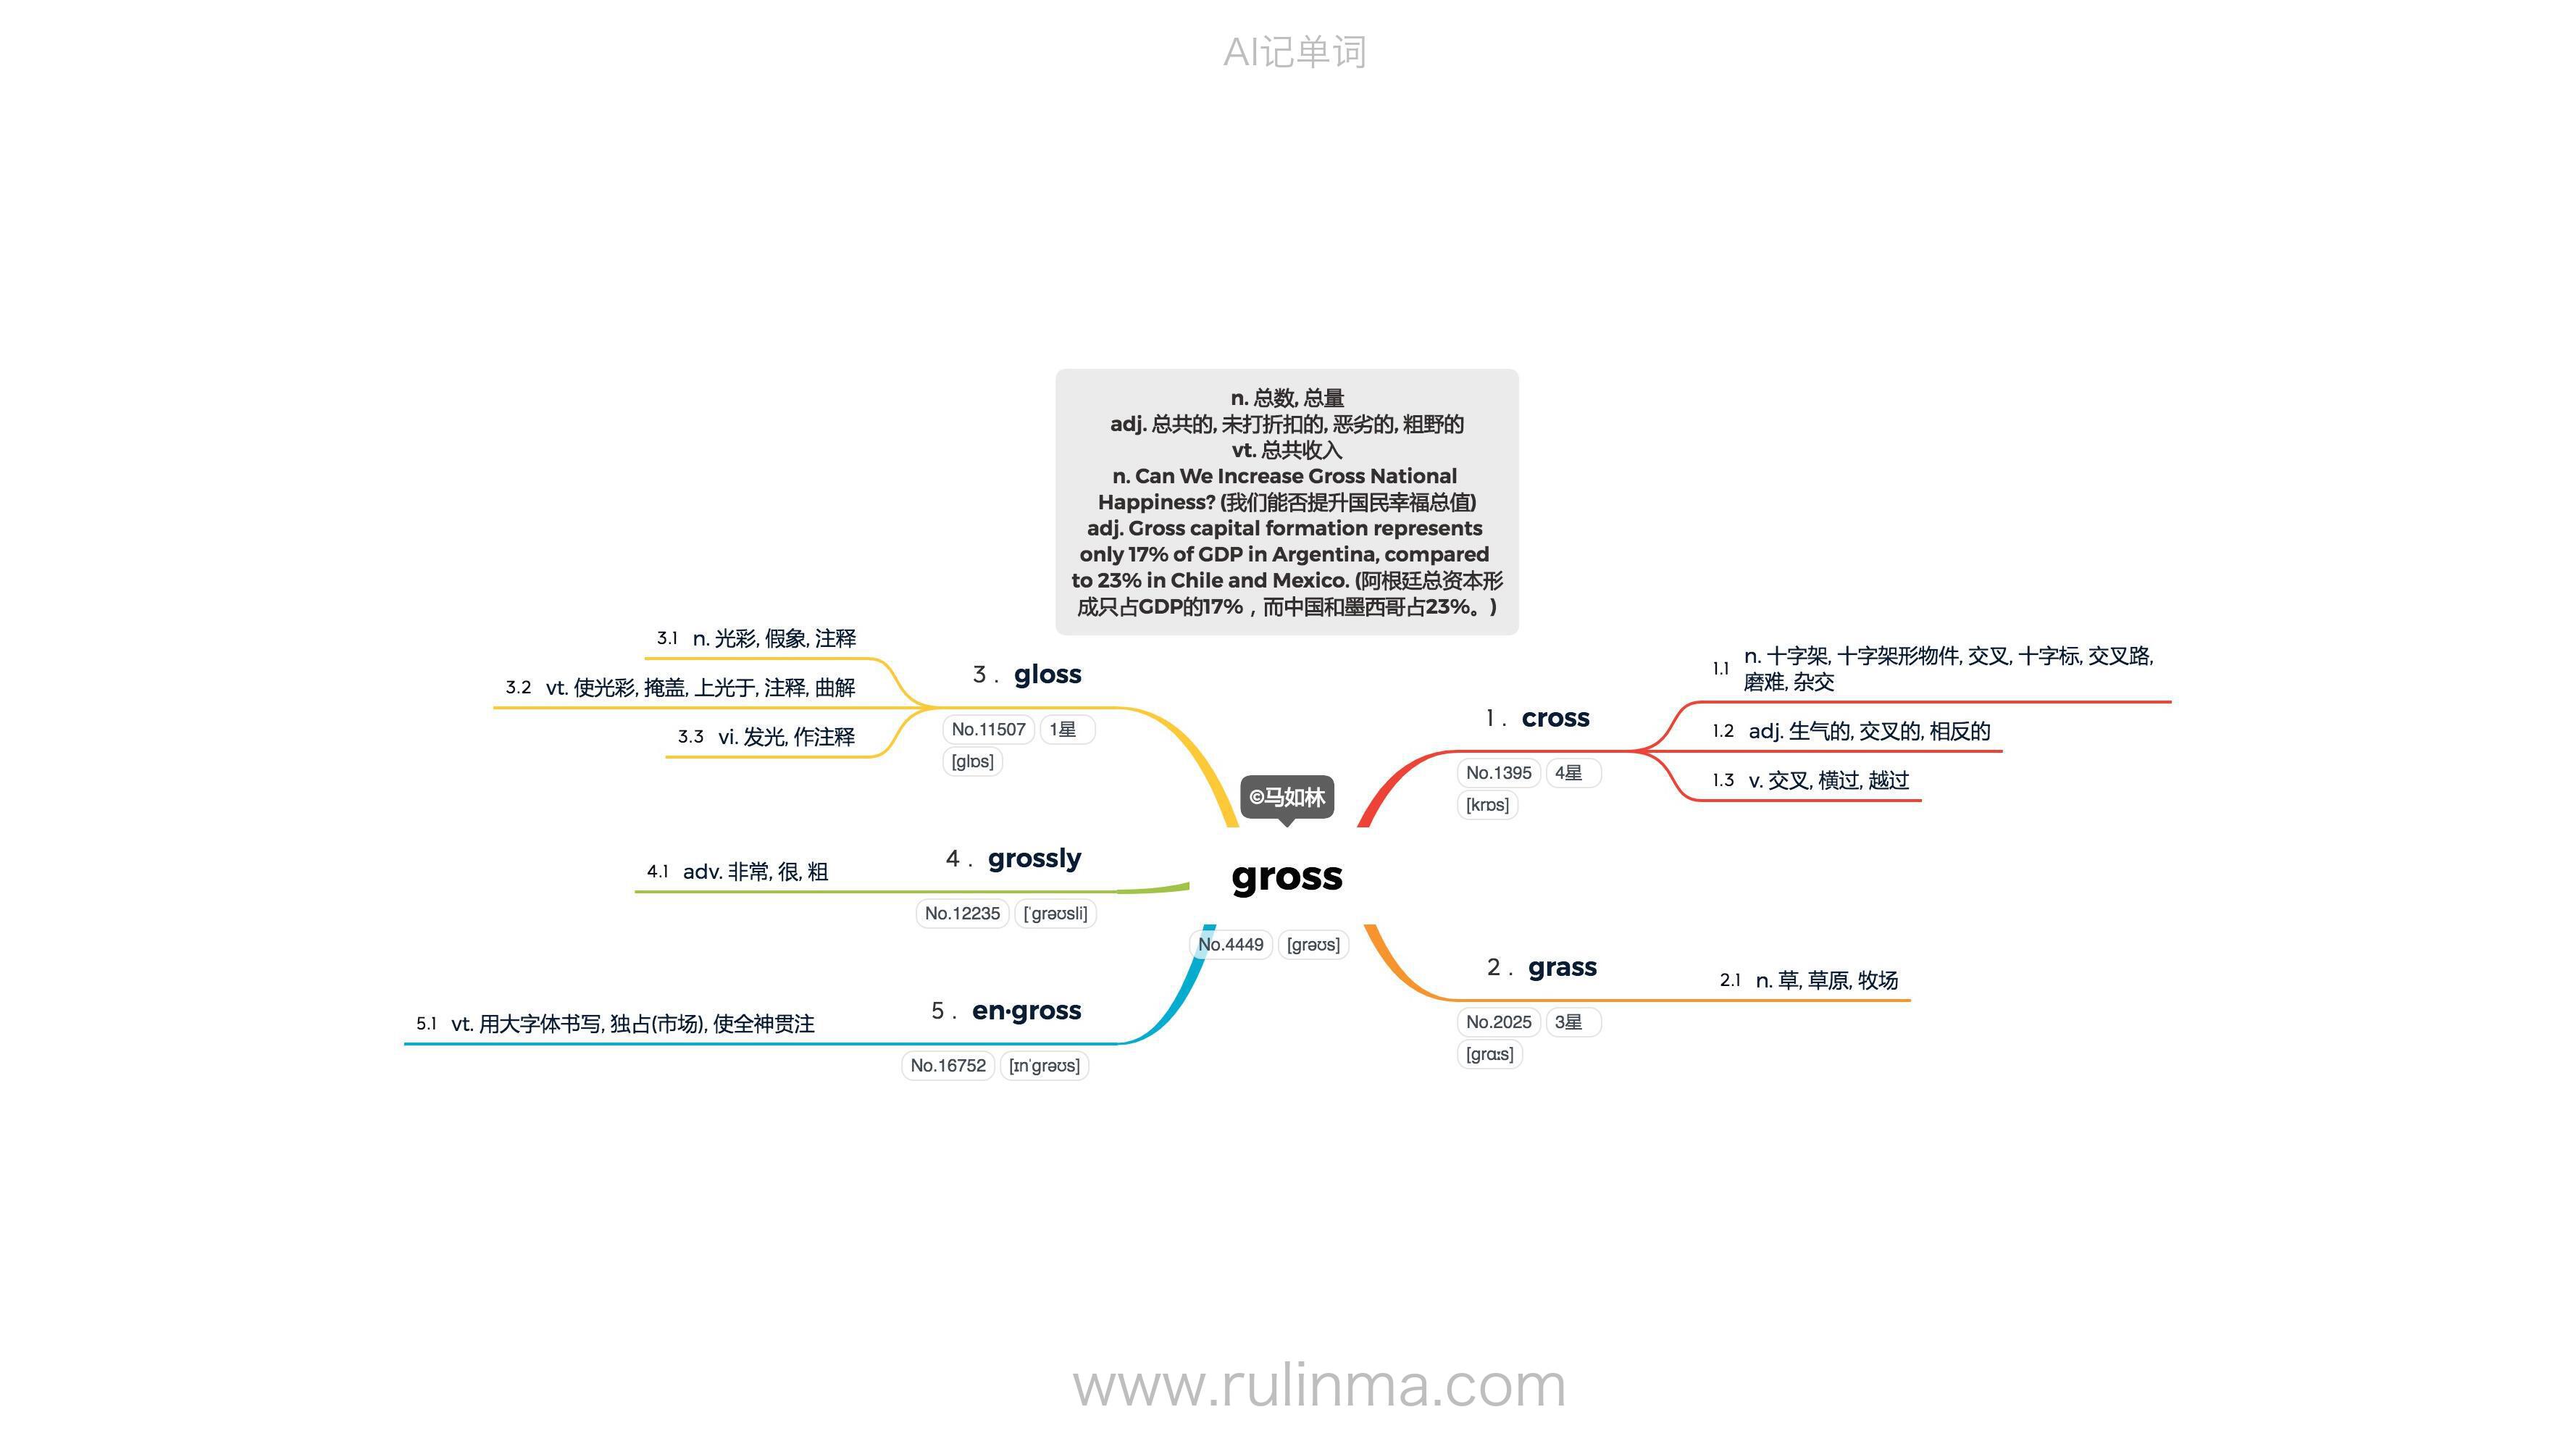 AI记单词
n. 总数, 总量
adj. 总共的, 未打折扣的, 恶劣的, 粗野的
vt. 总共收入
n. Can We Increase Gross National
Happiness? (我们能否提升国民幸福总值)
adj. Gross capital formation represents
only 17% of GDP in Argentina, compared
to 23% in Chile and Mexico. (阿根廷总资本形
成只占GDP的17%，而中国和墨西哥占23%。)
©马如林
gross
No.4449 [grəʊs]
1. cross
No.1395 4星
[krɒs]
1.1 n. 十字架, 十字架形物件, 交叉, 十字标, 交叉路,
磨难, 杂交
1.2 adj. 生气的, 交叉的, 相反的
1.3 v. 交叉, 横过, 越过
2. grass
No.2025 3星
[grɑːs]
2.1 n. 草, 草原, 牧场
3. gloss
No.11507 1星
[glɒs]
3.1 n. 光彩, 假象, 注释
3.2 vt. 使光彩, 掩盖, 上光于, 注释, 曲解
3.3 vi. 发光, 作注释
4. grossly
No.12235 [ˈgrəʊsli]
4.1 adv. 非常, 很, 粗
5. en·gross
No.16752 [ɪnˈgrəʊs]
5.1 vt. 用大字体书写, 独占(市场), 使全神贯注
www.rulinma.com